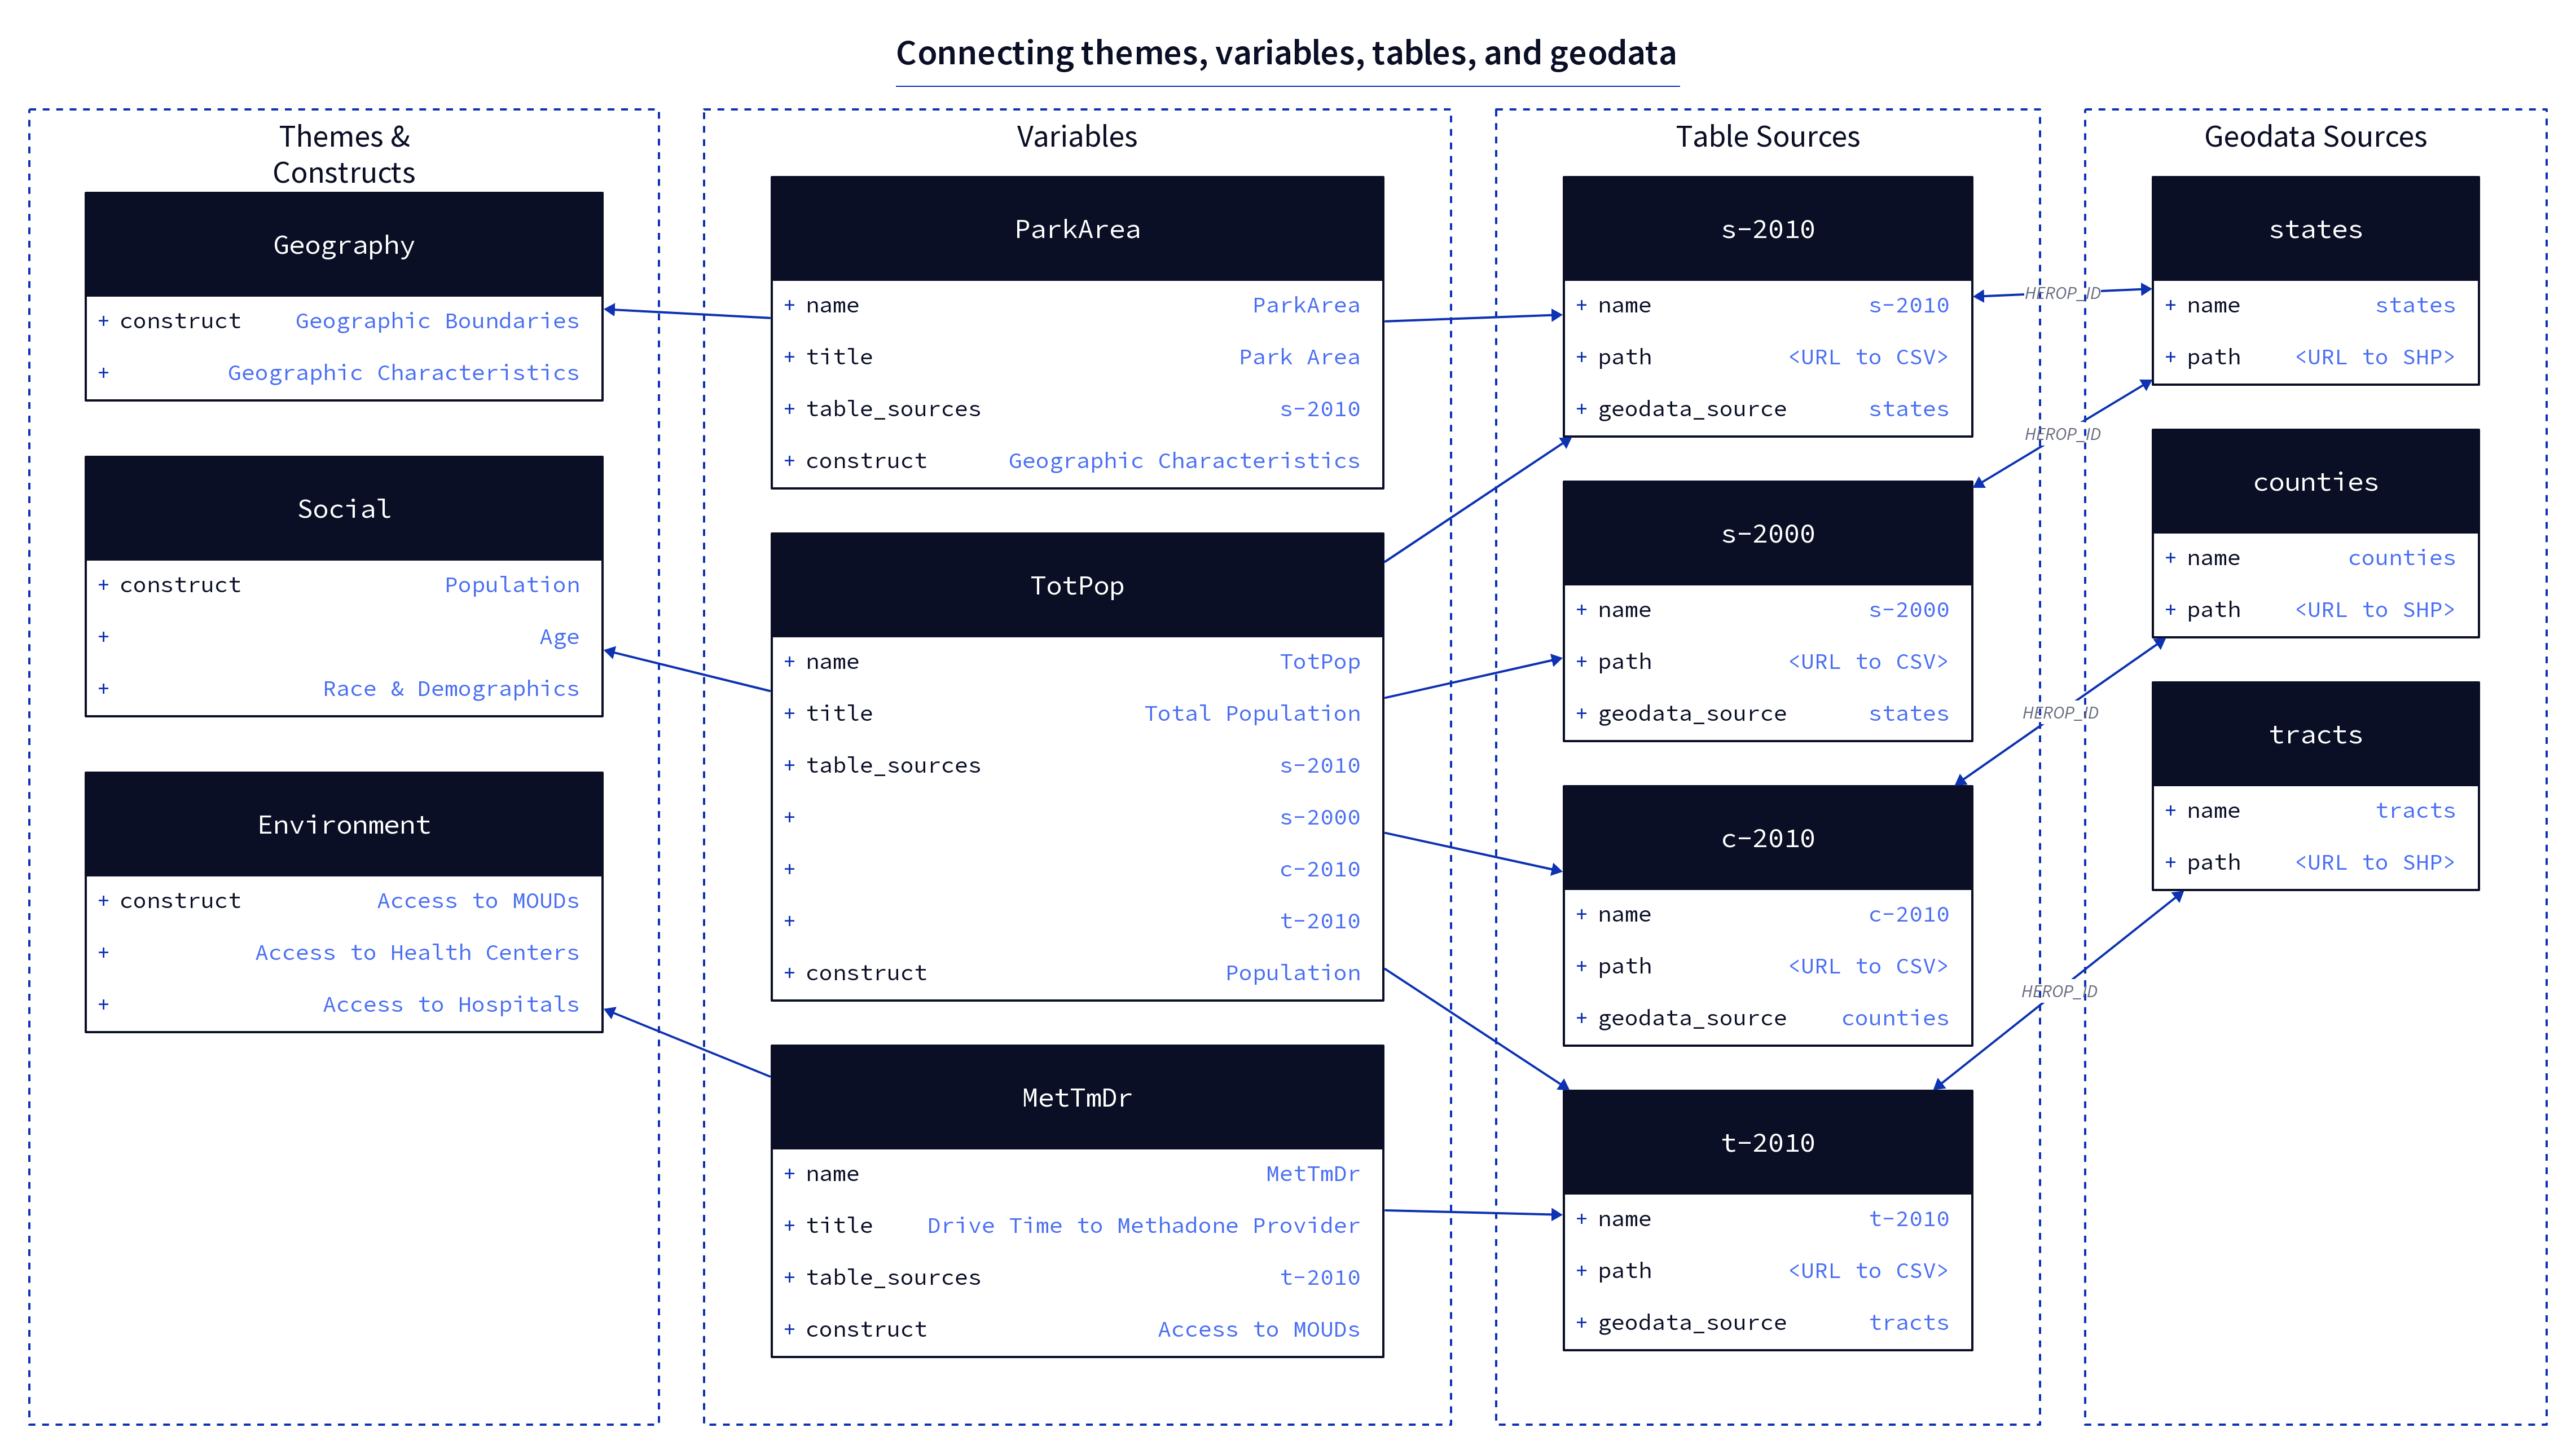 Connecting themes, variables, tables, and geodata
Themes &
Constructs
Geography
+ construct Geographic Boundaries
+ Geographic Characteristics
Social
+ construct Population
+ Age
+ Race & Demographics
Environment
+ construct Access to MOUDs
+ Access to Health Centers
+ Access to Hospitals
Variables
ParkArea
+ name ParkArea
+ title Park Area
+ table_sources s-2010
+ construct Geographic Characteristics
TotPop
+ name TotPop
+ title Total Population
+ table_sources s-2010
+ s-2000
+ c-2010
+ t-2010
+ construct Population
MetTmDr
+ name MetTmDr
+ title Drive Time to Methadone Provider
+ table_sources t-2010
+ construct Access to MOUDs
Table Sources
s-2010
+ name s-2010
+ path <URL to CSV>
+ geodata_source states
s-2000
+ name s-2000
+ path <URL to CSV>
+ geodata_source states
c-2010
+ name c-2010
+ path <URL to CSV>
+ geodata_source counties
t-2010
+ name t-2010
+ path <URL to CSV>
+ geodata_source tracts
HEROP_ID
HEROP_ID
HEROP_ID
HEROP_ID
Geodata Sources
states
+ name states
+ path <URL to SHP>
counties
+ name counties
+ path <URL to SHP>
tracts
+ name tracts
+ path <URL to SHP>